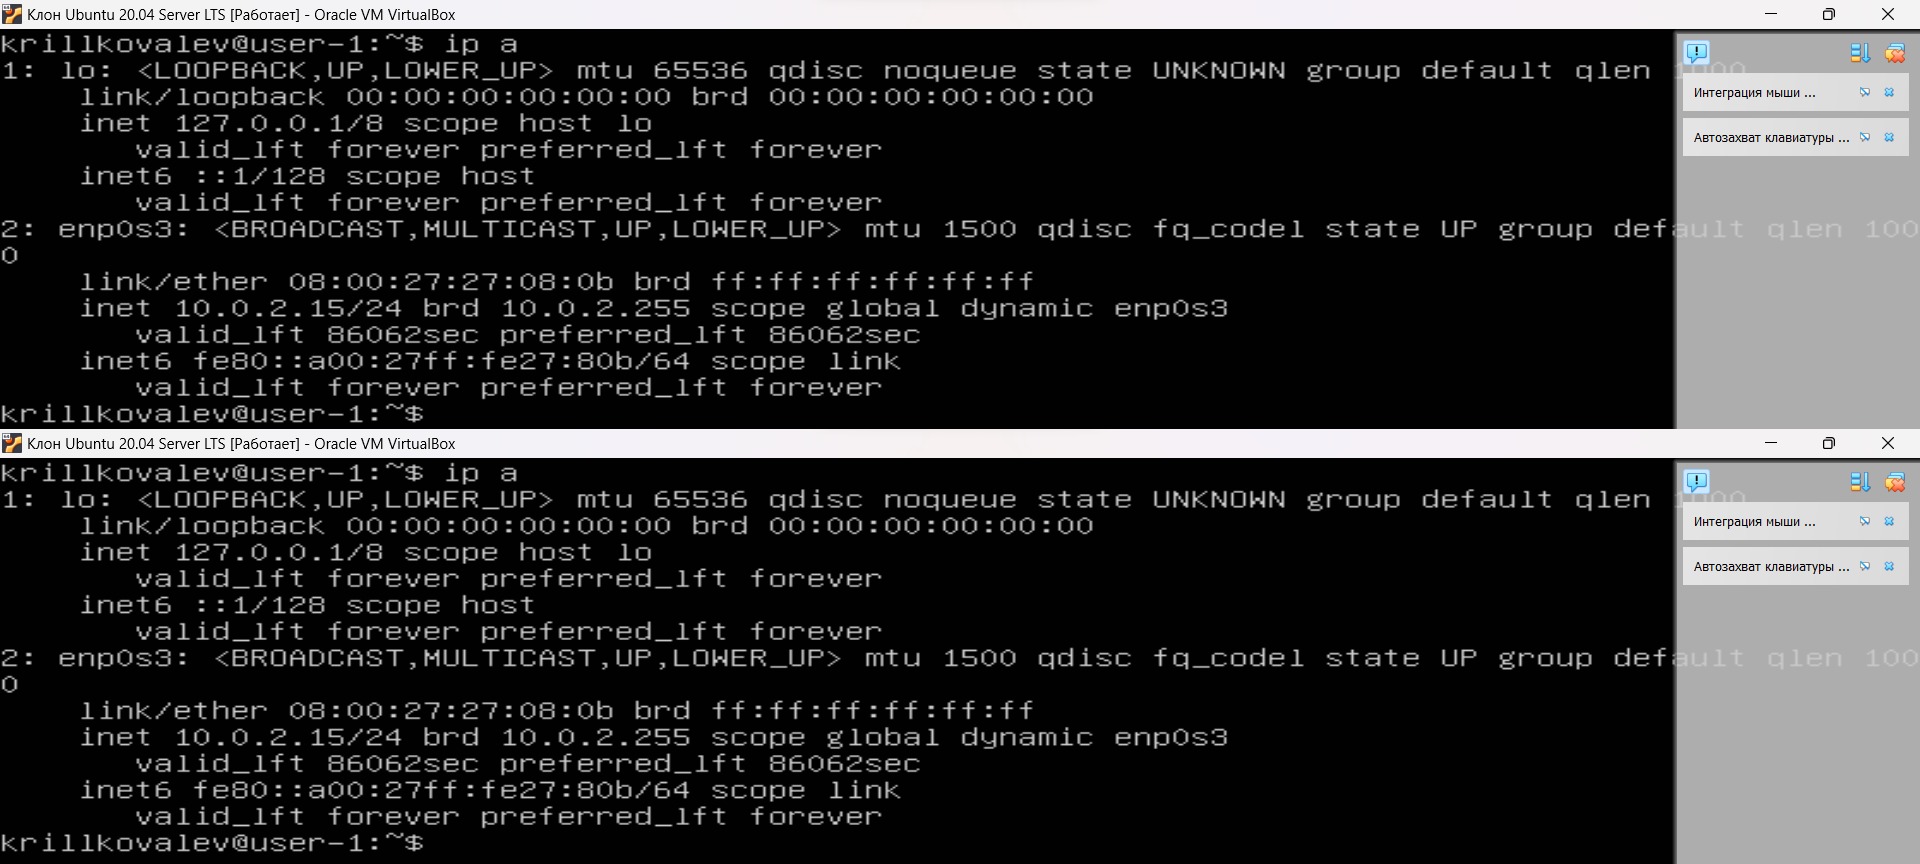 Клон Ubuntu 20.04 Server LTS [Работает] - Oracle VM VirtualBox
krillkovalev@user-1:~$ ip a
1: lo: <LOOPBACK,UP,LOWER_UP> mtu 65536 qdisc noqueue state UNKNOWN group default qlen 1000
link/loopback 00:00:00:00:00:00 brd 00:00:00:00:00:00
inet 127.0.0.1/8 scope host lo
valid_lft forever preferred_lft forever
inet6 ::1/128 scope host
valid_lft forever preferred_lft forever
2: enp0s3: <BROADCAST,MULTICAST,UP,LOWER_UP> mtu 1500 qdisc fq_codel state UP group default qlen 100
0
link/ether 08:00:27:27:08:0b brd ff:ff:ff:ff:ff:ff
inet 10.0.2.15/24 brd 10.0.2.255 scope global dynamic enp0s3
valid_lft 86062sec preferred_lft 86062sec
inet6 fe80::a00:27ff:fe27:80b/64 scope link
valid_lft forever preferred_lft forever
krillkovalev@user-1:~$
Интеграция мыши ...
Автозахват клавиатуры ...
Клон Ubuntu 20.04 Server LTS [Работает] - Oracle VM VirtualBox
krillkovalev@user-1:~$ ip a
1: lo: <LOOPBACK,UP,LOWER_UP> mtu 65536 qdisc noqueue state UNKNOWN group default qlen 1000
link/loopback 00:00:00:00:00:00 brd 00:00:00:00:00:00
inet 127.0.0.1/8 scope host lo
valid_lft forever preferred_lft forever
inet6 ::1/128 scope host
valid_lft forever preferred_lft forever
2: enp0s3: <BROADCAST,MULTICAST,UP,LOWER_UP> mtu 1500 qdisc fq_codel state UP group default qlen 100
0
link/ether 08:00:27:27:08:0b brd ff:ff:ff:ff:ff:ff
inet 10.0.2.15/24 brd 10.0.2.255 scope global dynamic enp0s3
valid_lft 86062sec preferred_lft 86062sec
inet6 fe80::a00:27ff:fe27:80b/64 scope link
valid_lft forever preferred_lft forever
krillkovalev@user-1:~$
Интеграция мыши ...
Автозахват клавиатуры ...